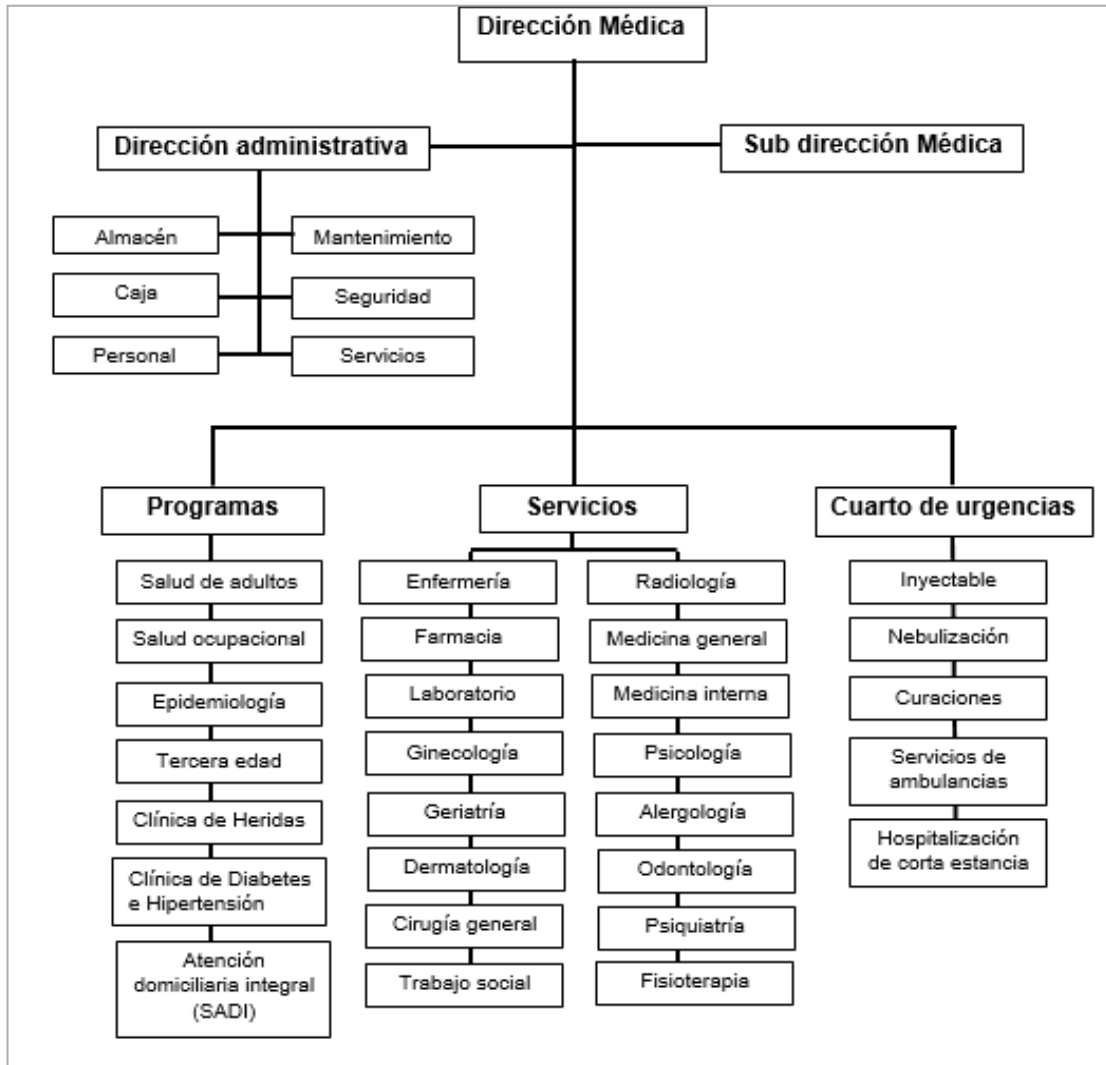 Dirección Médica
Dirección administrativa
Sub dirección Médica
Almacén
Mantenimiento
Caja
Seguridad
Personal
Servicios
Programas
Salud de adultos
Salud ocupacional
Epidemiología
Tercera edad
Clínica de Heridas
Clínica de Diabetes
e Hipertensión
Atención
domiciliaria integral
(SADI)
Servicios
Enfermería
Farmacia
Laboratorio
Ginecología
Geriatría
Dermatología
Cirugía general
Trabajo social
Radiología
Medicina general
Medicina interna
Psicología
Alergología
Odontología
Psiquiatría
Fisioterapia
Cuarto de urgencias
Inyectable
Nebulización
Curaciones
Servicios de
ambulancias
Hospitalización
de corta estancia